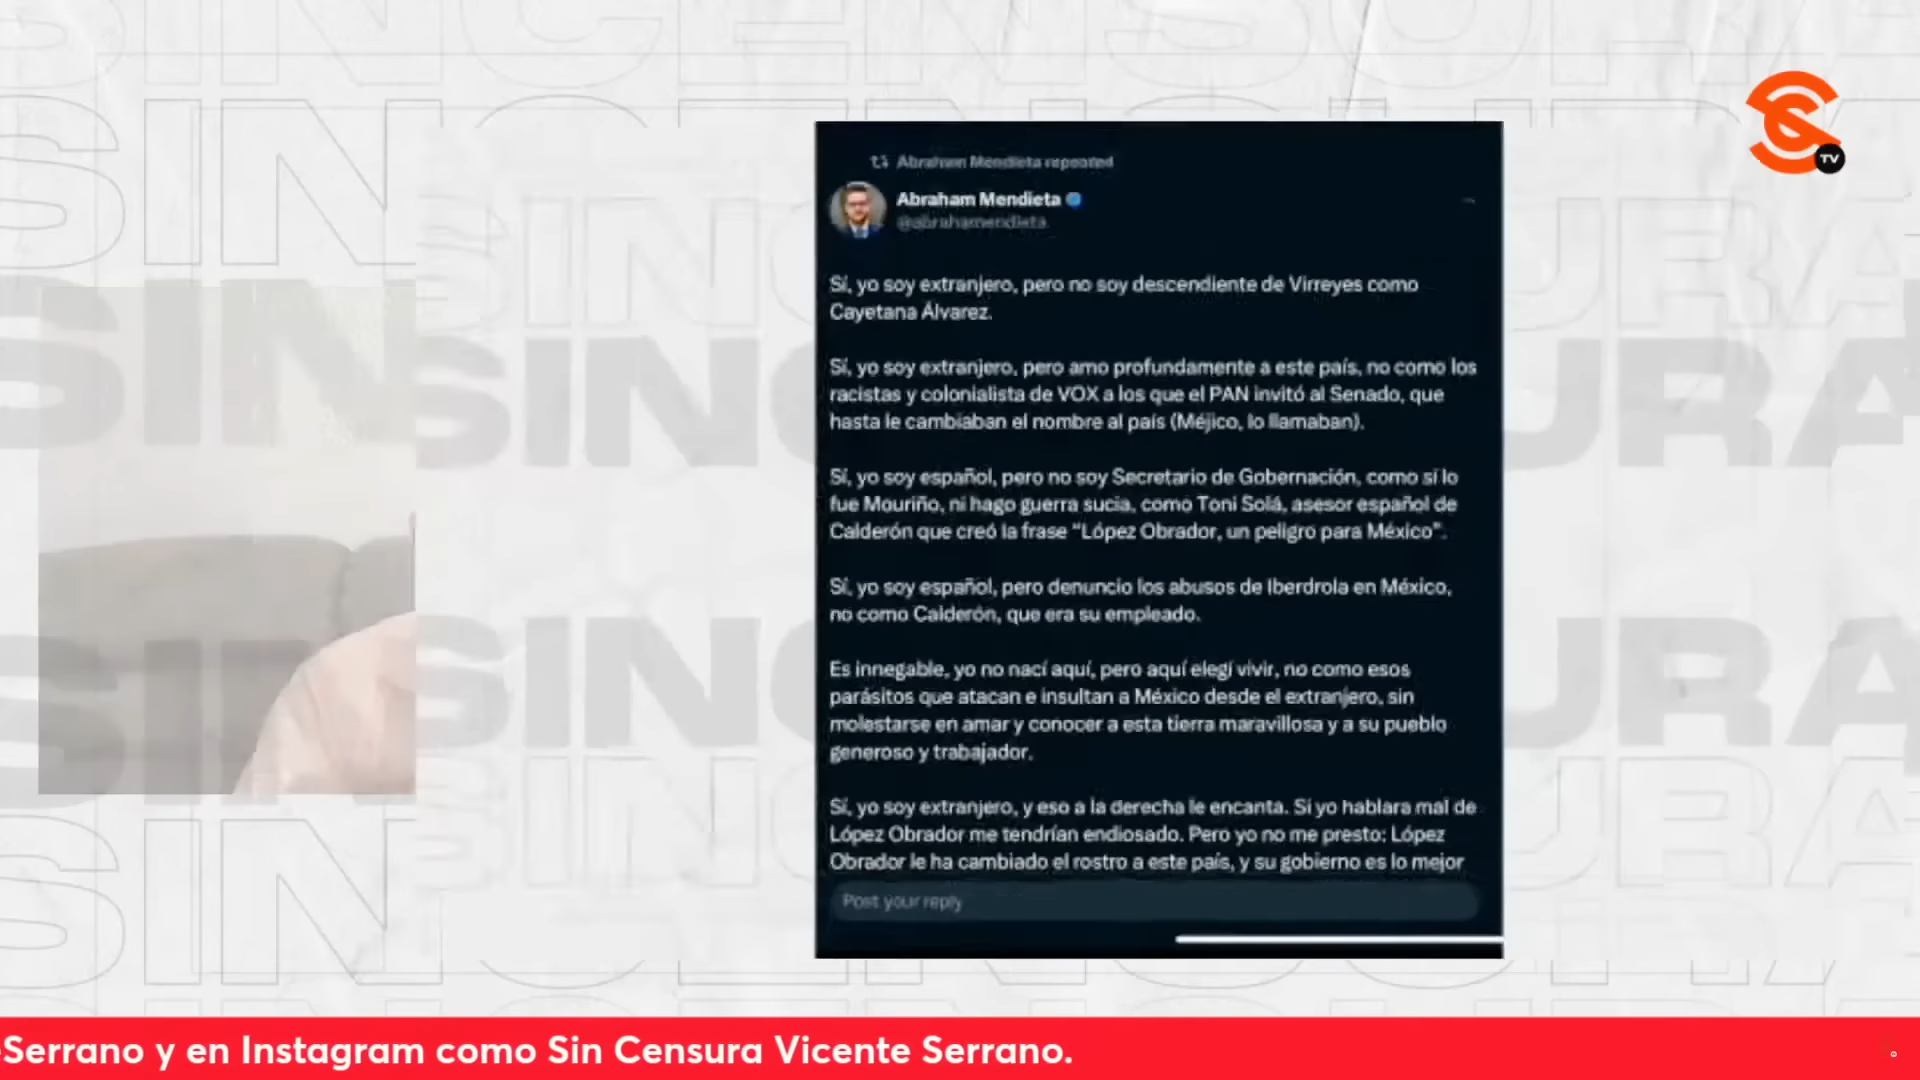 SINCENSURA
TV
Abraham Mendieta reposted
Abraham Mendieta
@abrahamendieta
Sí, yo soy extranjero, pero no soy descendiente de Virreyes como
Cayetana Álvarez.
Sí, yo soy extranjero, pero amo profundamente a este país, no como los
racistas y colonialista de VOX a los que el PAN invitó al Senado, que
hasta le cambiaban el nombre al país (Méjico, lo llamaban).
Sí, yo soy español, pero no soy Secretario de Gobernación, como sí lo
fue Mouriño, ni hago guerra sucia, como Toni Solá, asesor español de
Calderón que creó la frase "López Obrador, un peligro para México".
Sí, yo soy español, pero denuncio los abusos de Iberdrola en México,
no como Calderón, que era su empleado.
Es innegable, yo no nací aquí, pero aquí elegí vivir, no como esos
parásitos que atacan e insultan a México desde el extranjero, sin
molestarse en amar y conocer a esta tierra maravillosa y a su pueblo
generoso y trabajador.
Sí, yo soy extranjero, y eso a la derecha le encanta. Si yo hablara mal de
López Obrador me tendrían endiosado. Pero yo no me presto: López
Obrador le ha cambiado el rostro a este país, y su gobierno es lo mejor
Post your reply
Serrano y en Instagram como Sin Censura Vicente Serrano.